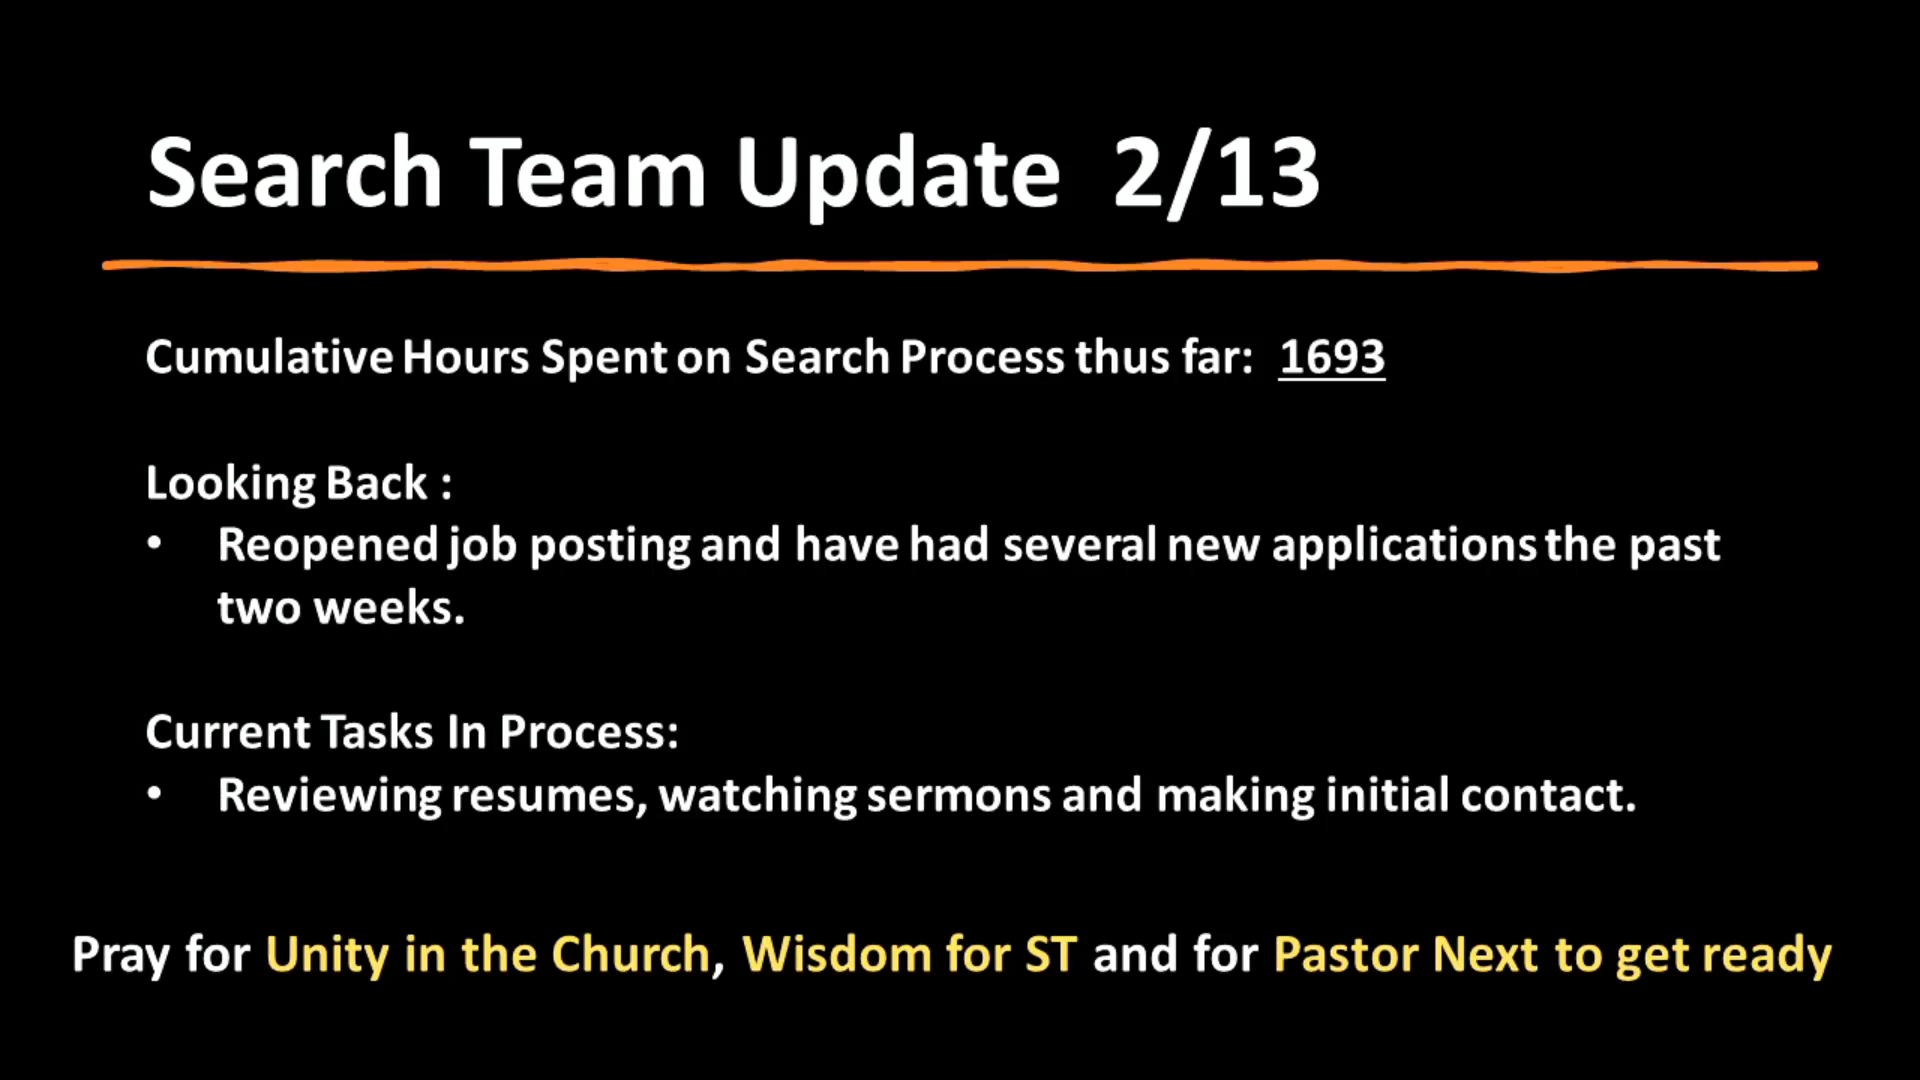 Search Team Update 2/13
Cumulative Hours Spent on Search Process thus far: 1693
Looking Back :
• Reopened job posting and have had several new applications the past
two weeks.
Current Tasks In Process:
• Reviewing resumes, watching sermons and making initial contact.
Pray for Unity in the Church, Wisdom for ST and for Pastor Next to get ready